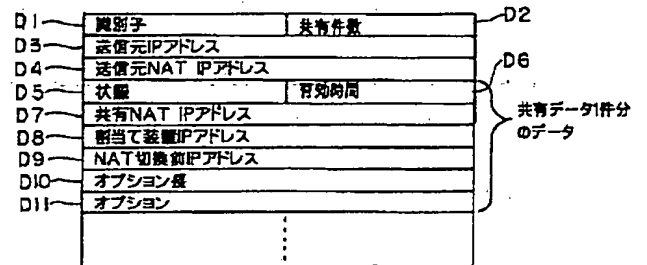 D1 識別子 共有件数 D2
D3 送信元IPアドレス
D4 送信元NAT IPアドレス
D5 状態 有効時間 D6
D7 共有NAT IPアドレス
D8 割当て装置IPアドレス
D9 NAT切換前IPアドレス
D10 オプション長
D11 オプション
共有データ1件分
のデータ